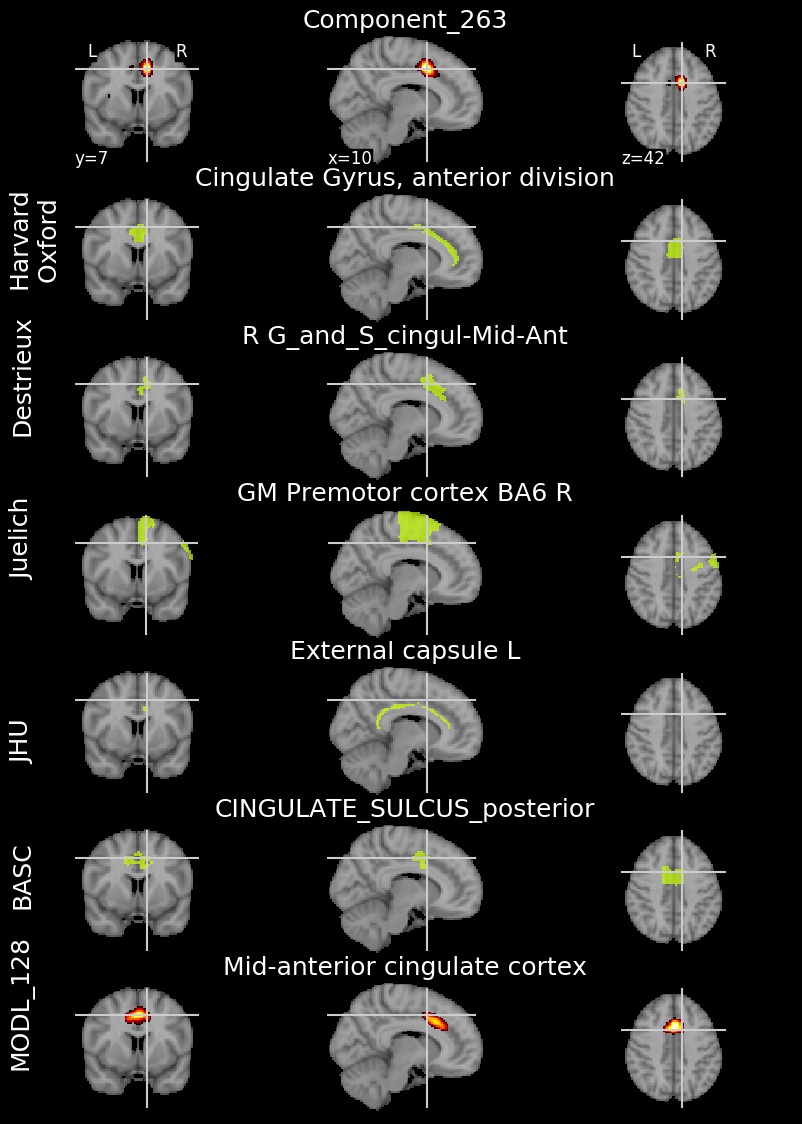 Component_263
L R
L R
y=7
x=10
z=42
Cingulate Gyrus, anterior division
Harvard
Oxford
R G_and_S_cingul-Mid-Ant
Destrieux
GM Premotor cortex BA6 R
Juelich
External capsule L
JHU
CINGULATE_SULCUS_posterior
BASC
Mid-anterior cingulate cortex
MODL_128